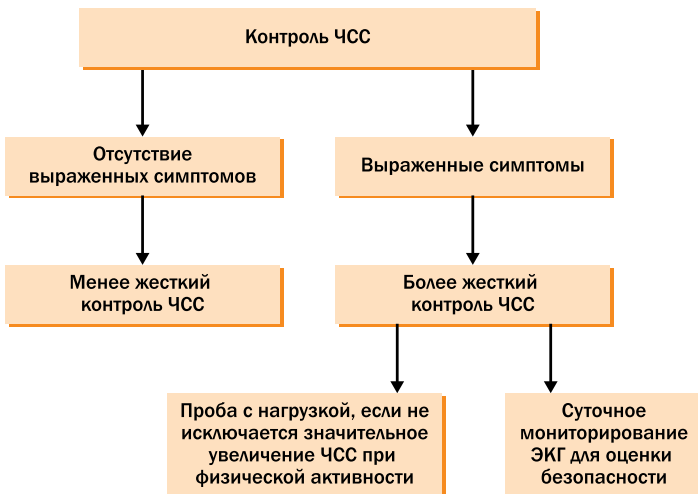 Контроль ЧСС
Отсутствие
выраженных симптомов
Выраженные симптомы
Менее жесткий
контроль ЧСС
Более жесткий
контроль ЧСС
Проба с нагрузкой, если не
исключается значительное
увеличение ЧСС при
физической активности
Суточное
мониторирование
ЭКГ для оценки
безопасности